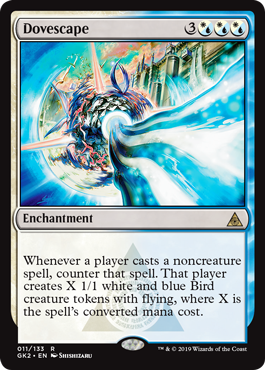 Dovescape 3
Enchantment
Whenever a player casts a noncreature
spell, counter that spell. That player
creates X 1/1 white and blue Bird
creature tokens with flying, where X is
the spell's converted mana cost.
011/133 R
GK2 • EN SHISHIZARU
™ & © 2019 Wizards of the Coast